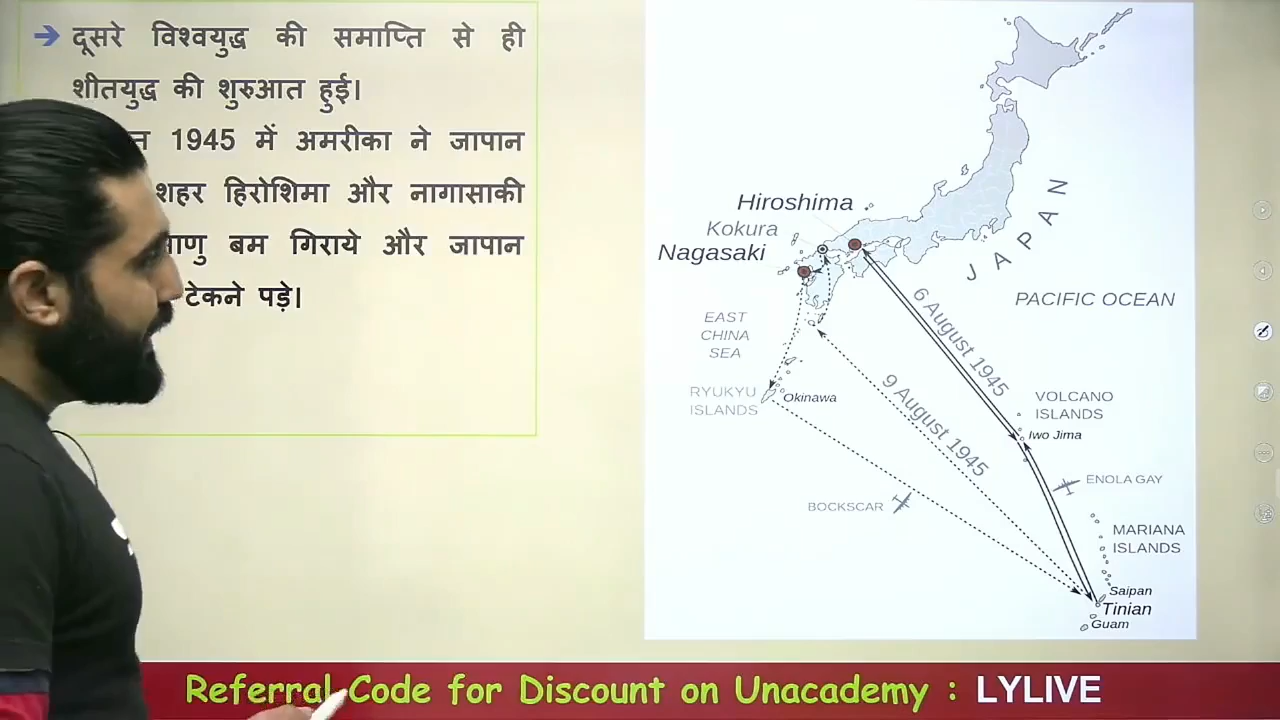 दूसरे विश्वयुद्ध की समाप्ति से ही
शीतयुद्ध की शुरुआत हुई।
1945 में अमरीका ने जापान
शहर हिरोशिमा और नागासाकी
बम गिराये और जापान
टेकने पड़े।
Hiroshima
Kokura
Nagasaki
JAPAN
PACIFIC OCEAN
6 August 1945
EAST
CHINA
SEA
RYUKYU
ISLANDS
Okinawa
9 August 1945
VOLCANO
ISLANDS
Iwo Jima
ENOLA GAY
BOCKSCAR
MARIANA
ISLANDS
Saipan
Tinian
Guam
Referral Code for Discount on Unacademy : LYLIVE